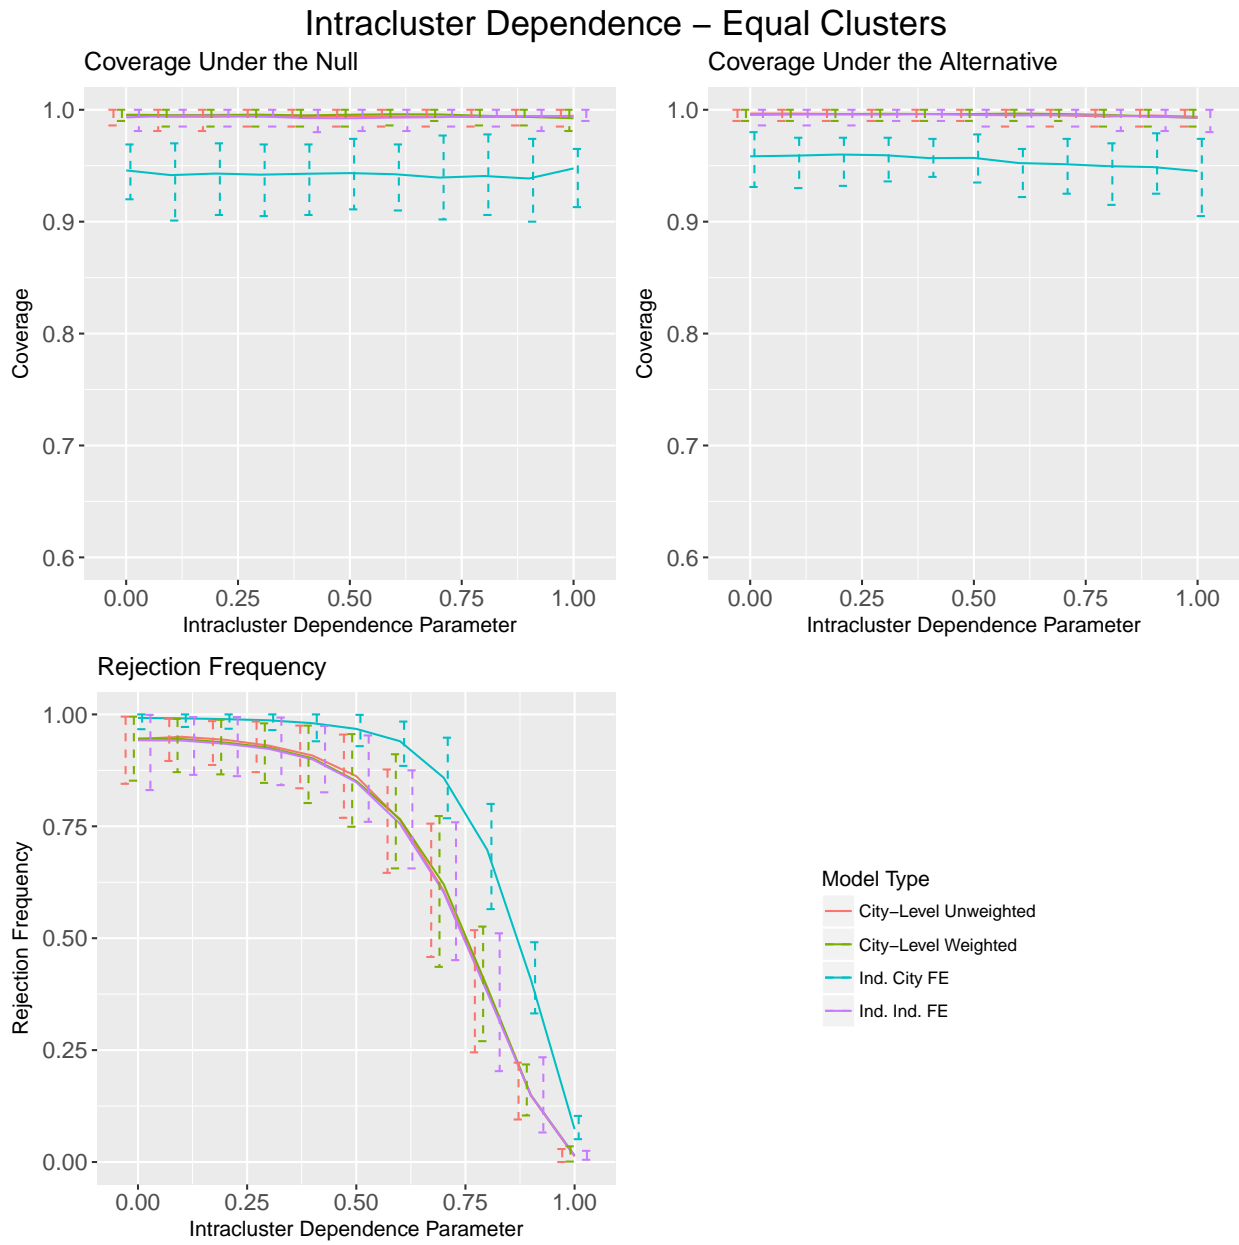 Intracluster Dependence – Equal Clusters
Coverage Under the Null
1.0
0.9
0.8
0.7
0.6
Coverage
0.00 0.25 0.50 0.75 1.00
Intracluster Dependence Parameter
Coverage Under the Alternative
1.0
0.9
0.8
0.7
0.6
Coverage
0.00 0.25 0.50 0.75 1.00
Intracluster Dependence Parameter
Rejection Frequency
1.00
0.75
0.50
0.25
0.00
Rejection Frequency
0.00 0.25 0.50 0.75 1.00
Intracluster Dependence Parameter
Model Type
City–Level Unweighted
City–Level Weighted
Ind. City FE
Ind. Ind. FE